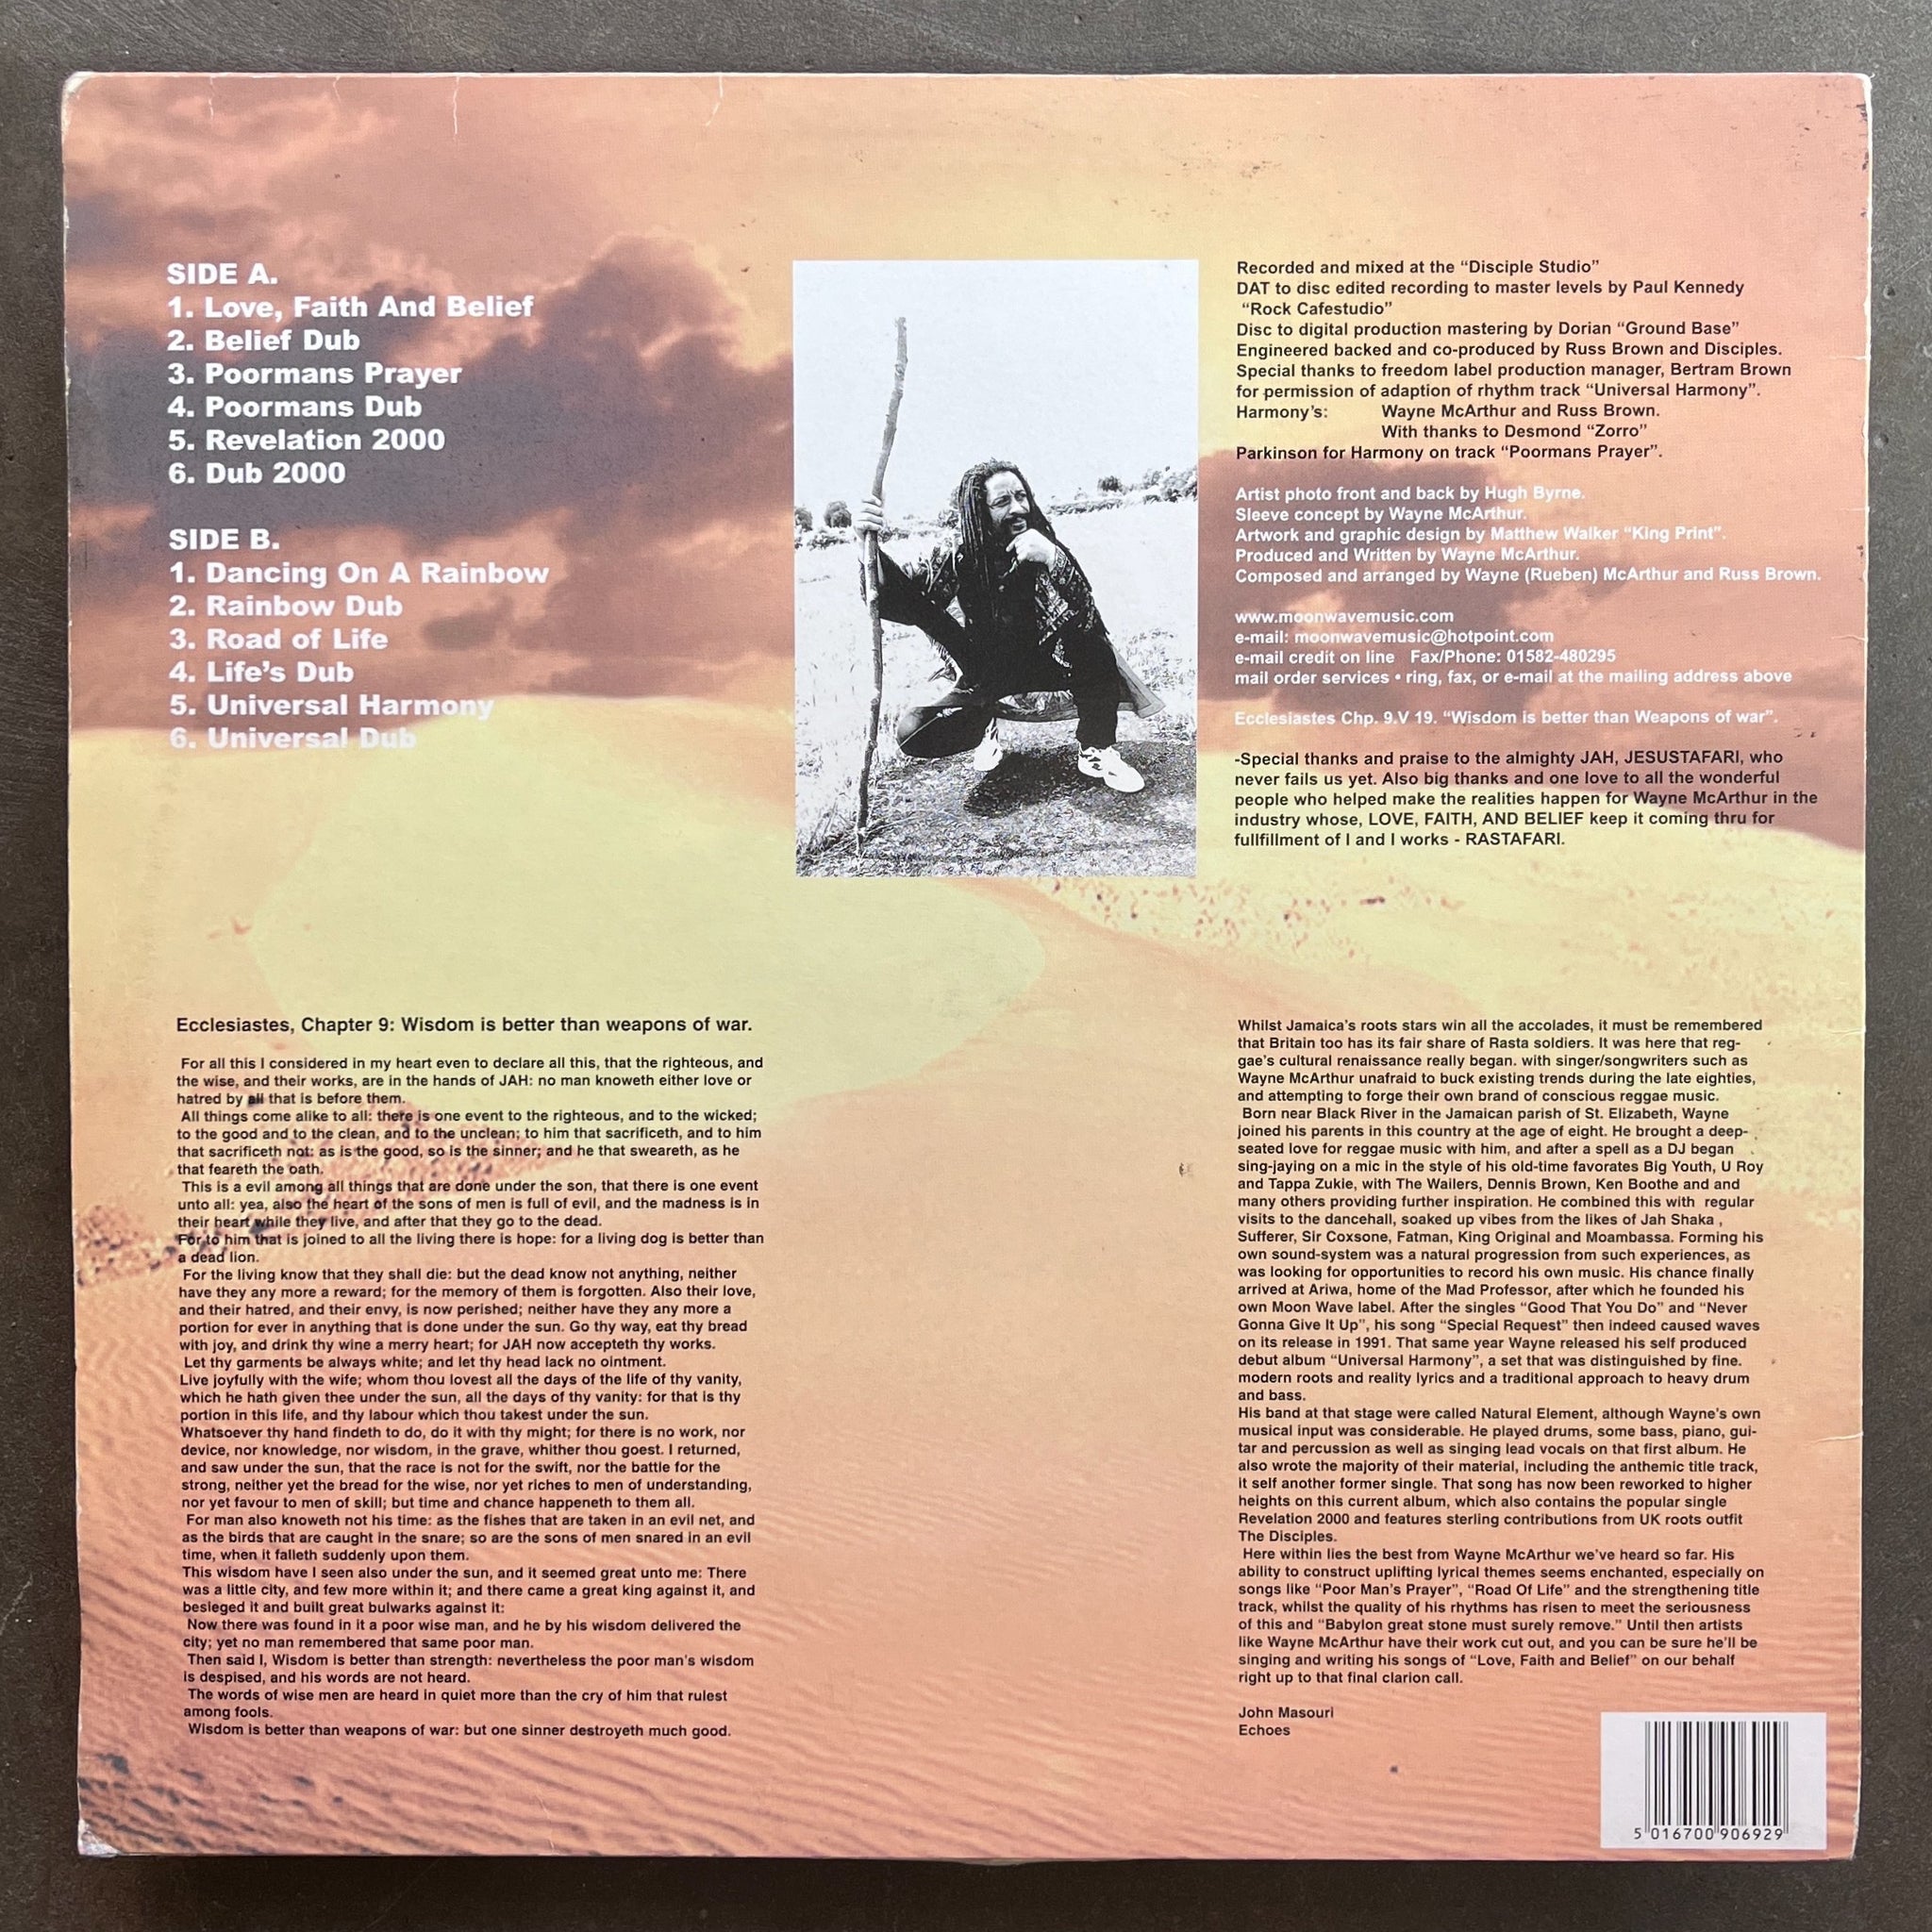 SIDE A.
1. Love, Faith And Belief
2. Belief Dub
3. Poormans Prayer
4. Poormans Dub
5. Revelation 2000
6. Dub 2000
SIDE B.
1. Dancing On A Rainbow
2. Rainbow Dub
3. Road of Life
4. Life's Dub
5. Universal Harmony
6. Universal Dub
Recorded and mixed at the “Disciple Studio”
DAT to disc edited recording to master levels by Paul Kennedy
“Rock Cafestudio”
Disc to digital production mastering by Dorian “Ground Base”
Engineered backed and co-produced by Russ Brown and Disciples.
Special thanks to freedom label production manager, Bertram Brown
for permission of adaption of rhythm track “Universal Harmony”.
Harmony's: Wayne McArthur and Russ Brown.
With thanks to Desmond “Zorro”
Parkinson for Harmony on track “Poormans Prayer”.
Artist photo front and back by Hugh Byrne.
Sleeve concept by Wayne McArthur.
Artwork and graphic design by Matthew Walker “King Print”.
Produced and Written by Wayne McArthur.
Composed and arranged by Wayne (Rueben) McArthur and Russ Brown.
www.moonwavemusic.com
e-mail: moonwavemusic@hotpoint.com
e-mail credit on line Fax/Phone: 01582-480295
mail order services • ring, fax, or e-mail at the mailing address above
Ecclesiastes Chp. 9.V 19. “Wisdom is better than Weapons of war”.
-Special thanks and praise to the almighty JAH, JESUSTAFARI, who
never fails us yet. Also big thanks and one love to all the wonderful
people who helped make the realities happen for Wayne McArthur in the
industry whose, LOVE, FAITH, AND BELIEF keep it coming thru for
fullfillment of I and I works - RASTAFARI.
Ecclesiastes, Chapter 9: Wisdom is better than weapons of war.
For all this I considered in my heart even to declare all this, that the righteous, and
the wise, and their works, are in the hands of JAH: no man knoweth either love or
hatred by all that is before them.
All things come alike to all: there is one event to the righteous, and to the wicked;
to the good and to the clean, and to the unclean; to him that sacrificeth, and to him
that sacrificeth not: as is the good, so is the sinner; and he that sweareth, as he
that feareth the oath.
This is a evil among all things that are done under the son, that there is one event
unto all: yea, also the heart of the sons of men is full of evil, and the madness is in
their heart while they live, and after that they go to the dead.
For to him that is joined to all the living there is hope: for a living dog is better than
a dead lion.
For the living know that they shall die: but the dead know not anything, neither
have they any more a reward; for the memory of them is forgotten. Also their love,
and their hatred, and their envy, is now perished; neither have they any more a
portion for ever in anything that is done under the sun. Go thy way, eat thy bread
with joy, and drink thy wine a merry heart; for JAH now accepteth thy works.
Let thy garments be always white; and let thy head lack no ointment.
Live joyfully with the wife; whom thou lovest all the days of the life of thy vanity,
which he hath given thee under the sun, all the days of thy vanity: for that is thy
portion in this life, and thy labour which thou takest under the sun.
Whatsoever thy hand findeth to do, do it with thy might; for there is no work, nor
device, nor knowledge, nor wisdom, in the grave, whither thou goest. I returned,
and saw under the sun, that the race is not for the swift, nor the battle for the
strong, neither yet the bread for the wise, nor yet riches to men of understanding,
nor yet favour to men of skill; but time and chance happeneth to them all.
For man also knoweth not his time: as the fishes that are taken in an evil net, and
as the birds that are caught in the snare; so are the sons of men snared in an evil
time, when it falleth suddenly upon them.
This wisdom have I seen also under the sun, and it seemed great unto me: There
was a little city, and few more within it; and there came a great king against it, and
besieged it and built great bulwarks against it:
Now there was found in it a poor wise man, and he by his wisdom delivered the
city; yet no man remembered that same poor man.
Then said I, Wisdom is better than strength: nevertheless the poor man's wisdom
is despised, and his words are not heard.
The words of wise men are heard in quiet more than the cry of him that rulest
among fools.
Wisdom is better than weapons of war: but one sinner destroyeth much good.
Whilst Jamaica's roots stars win all the accolades, it must be remembered
that Britain too has its fair share of Rasta soldiers. It was here that reg-
gae's cultural renaissance really began. with singer/songwriters such as
Wayne McArthur unafraid to buck existing trends during the late eighties,
and attempting to forge their own brand of conscious reggae music.
Born near Black River in the Jamaican parish of St. Elizabeth, Wayne
joined his parents in this country at the age of eight. He brought a deep-
seated love for reggae music with him, and after a spell as a DJ began
sing-jaying on a mic in the style of his old-time favorates Big Youth, U Roy
and Tappa Zukie, with The Wailers, Dennis Brown, Ken Boothe and and
many others providing further inspiration. He combined this with regular
visits to the dancehall, soaked up vibes from the likes of Jah Shaka ,
Sufferer, Sir Coxsone, Fatman, King Original and Moambassa. Forming his
own sound-system was a natural progression from such experiences, as
was looking for opportunities to record his own music. His chance finally
arrived at Ariwa, home of the Mad Professor, after which he founded his
own Moon Wave label. After the singles “Good That You Do” and “Never
Gonna Give It Up”, his song “Special Request” then indeed caused waves
on its release in 1991. That same year Wayne released his self produced
debut album “Universal Harmony”, a set that was distinguished by fine.
modern roots and reality lyrics and a traditional approach to heavy drum
and bass.
His band at that stage were called Natural Element, although Wayne's own
musical input was considerable. He played drums, some bass, piano, gui-
tar and percussion as well as singing lead vocals on that first album. He
also wrote the majority of their material, including the anthemic title track,
it self another former single. That song has now been reworked to higher
heights on this current album, which also contains the popular single
Revelation 2000 and features sterling contributions from UK roots outfit
The Disciples.
Here within lies the best from Wayne McArthur we've heard so far. His
ability to construct uplifting lyrical themes seems enchanted, especially on
songs like “Poor Man's Prayer”, “Road Of Life” and the strengthening title
track, whilst the quality of his rhythms has risen to meet the seriousness
of this and “Babylon great stone must surely remove.” Until then artists
like Wayne McArthur have their work cut out, and you can be sure he'll be
singing and writing his songs of “Love, Faith and Belief” on our behalf
right up to that final clarion call.
John Masouri
Echoes
5 016700 906929